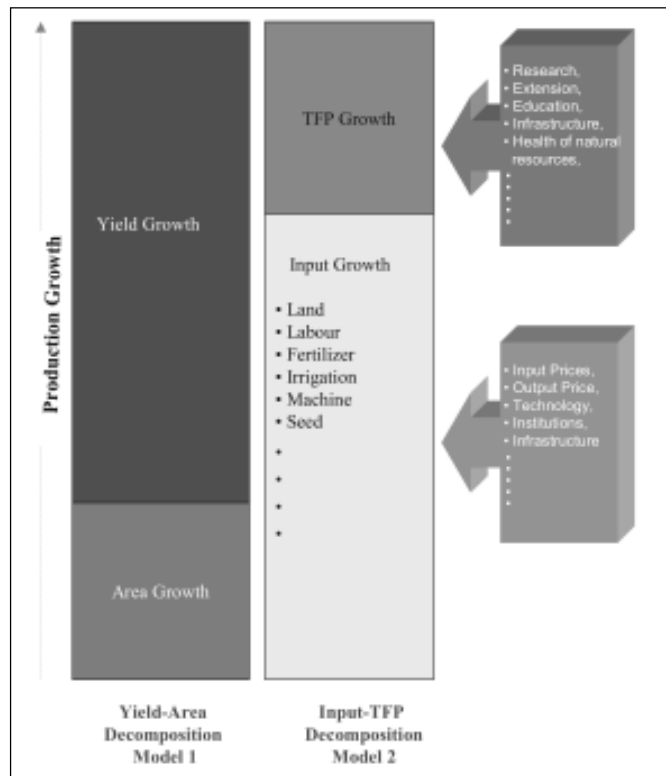 Production Growth
Yield Growth
Area Growth
TFP Growth
Input Growth
• Land
• Labour
• Fertilizer
• Irrigation
• Machine
• Seed
•
•
•
•
• Research,
• Extension,
• Education,
• Infrastructure,
• Health of natural
resources,
•
•
•
•
•
• Input Prices,
• Output Price,
• Technology,
• Institutions,
• Infrastructure
•
•
•
•
•
Yield-Area
Decomposition
Model 1
Input-TFP
Decomposition
Model 2